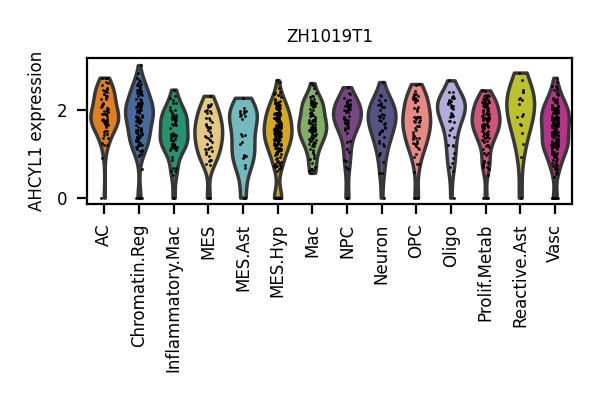 ZH1019T1
AHCYL1 expression
2
0
AC
Chromatin.Reg
Inflammatory.Mac
MES
MES.Ast
MES.Hyp
Mac
NPC
Neuron
OPC
Oligo
Prolif.Metab
Reactive.Ast
Vasc